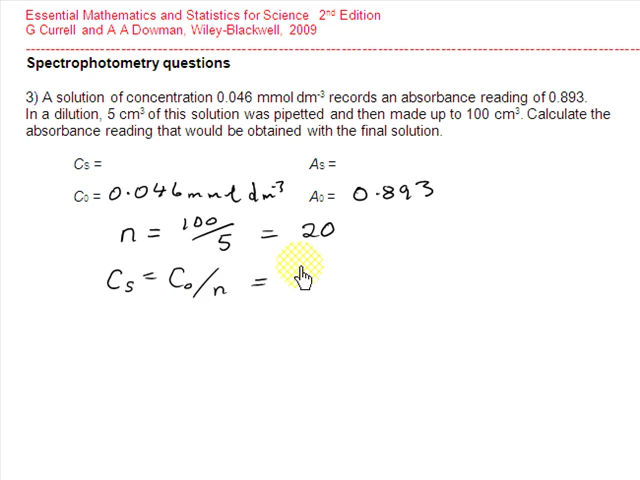 Essential Mathematics and Statistics for Science 2nd Edition
G Currell and A A Dowman, Wiley-Blackwell, 2009
Spectrophotometry questions
3) A solution of concentration 0.046 mmol dm-3 records an absorbance reading of 0.893.
In a dilution, 5 cm3 of this solution was pipetted and then made up to 100 cm3. Calculate the
absorbance reading that would be obtained with the final solution.
Cs = As =
C0 = 0.046 mmol dm-3 A0 = 0.893
n = 100/5 = 20
Cs = C0/n =